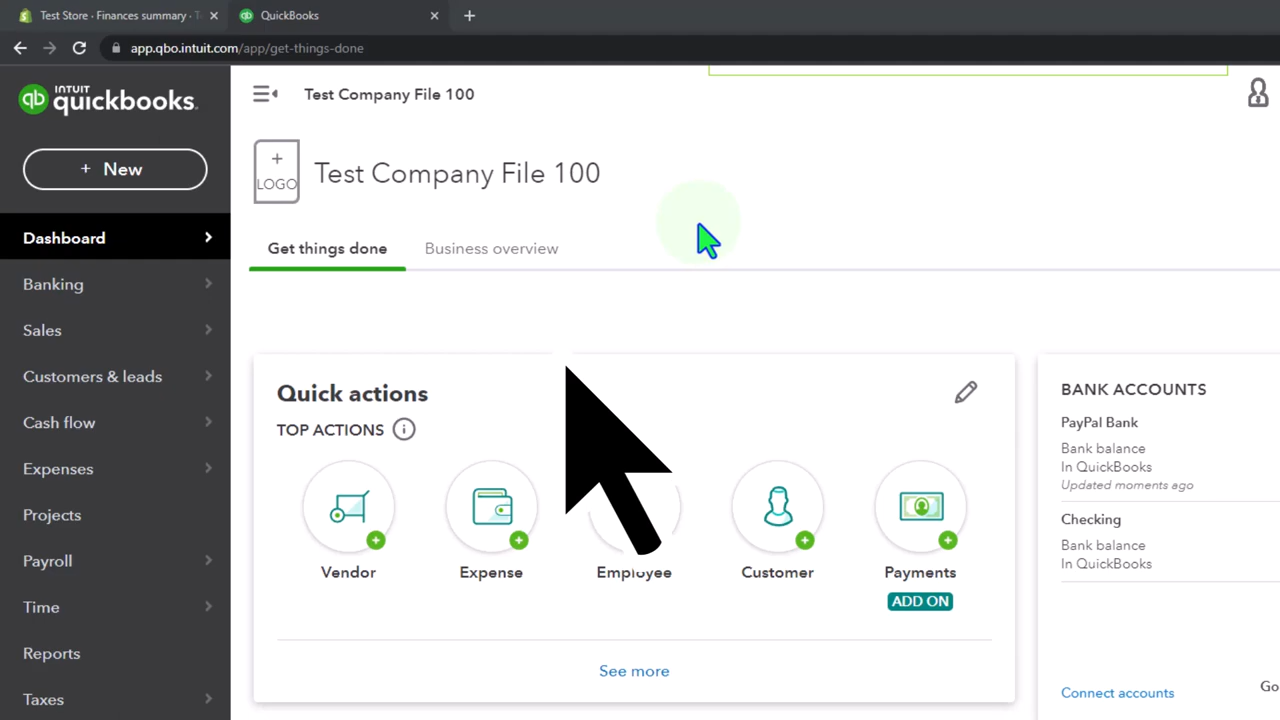 Test Store · Finances summary ·
QuickBooks
app.qbo.intuit.com/app/get-things-done
INTUIT
quickbooks.
Test Company File 100
+ New
+
LOGO
Test Company File 100
Dashboard
Banking
Sales
Customers & leads
Cash flow
Expenses
Projects
Payroll
Time
Reports
Taxes
Get things done
Business overview
Quick actions
TOP ACTIONS
Vendor
Expense
Employee
Customer
Payments
ADD ON
See more
BANK ACCOUNTS
PayPal Bank
Bank balance
In QuickBooks
Updated moments ago
Checking
Bank balance
In QuickBooks
Connect accounts